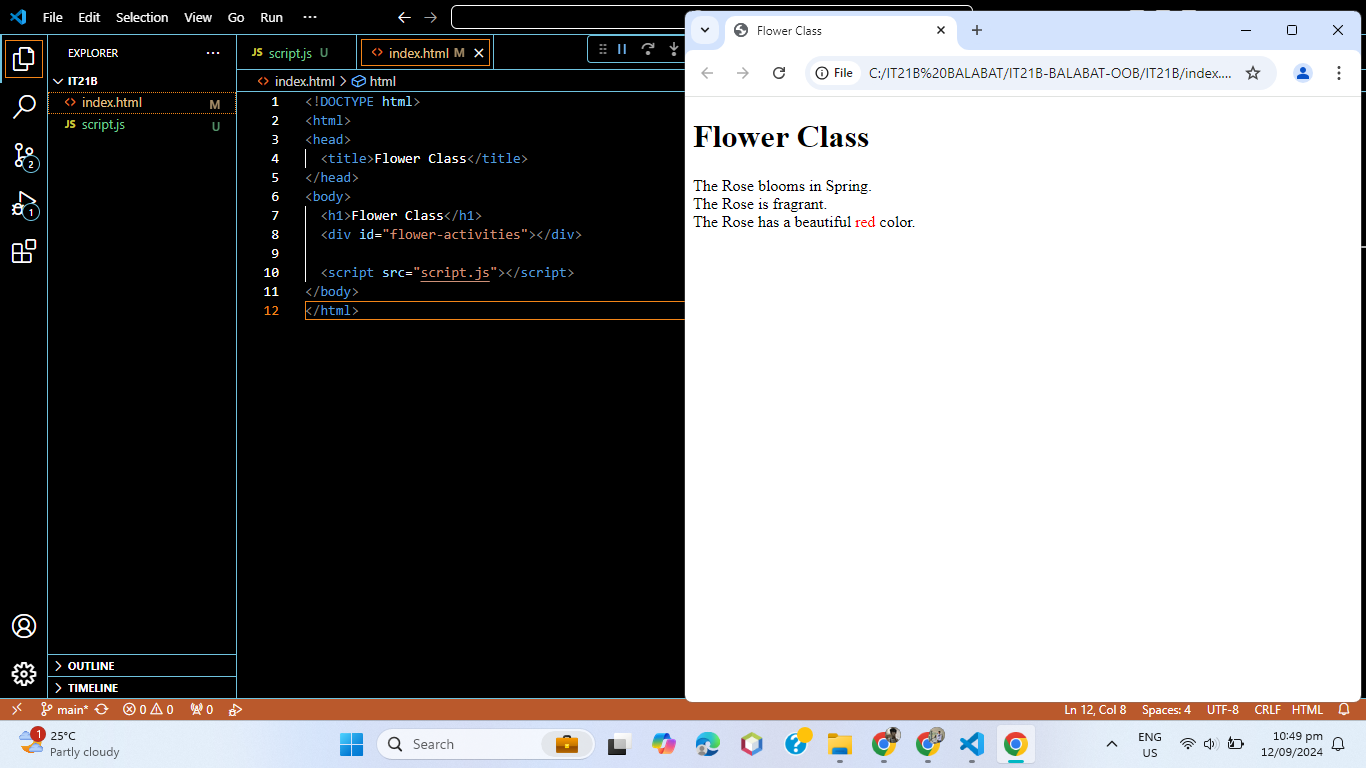 File Edit Selection View Go Run ···
EXPLORER ···
IT21B
index.html M
script.js U
JS script.js U
index.html M
index.html > html
1 <!DOCTYPE html>
2 <html>
3 <head>
4 <title>Flower Class</title>
5 </head>
6 <body>
7 <h1>Flower Class</h1>
8 <div id="flower-activities"></div>
9
10 <script src="script.js"></script>
11 </body>
12 </html>
2
1
OUTLINE
TIMELINE
Flower Class
File C:/IT21B%20BALABAT/IT21B-BALABAT-OOB/IT21B/index....
Flower Class
The Rose blooms in Spring.
The Rose is fragrant.
The Rose has a beautiful red color.
main* 0 0 0 Ln 12, Col 8 Spaces: 4 UTF-8 CRLF HTML
1
25°C
Partly cloudy
Search
ENG
US
10:49 pm
12/09/2024